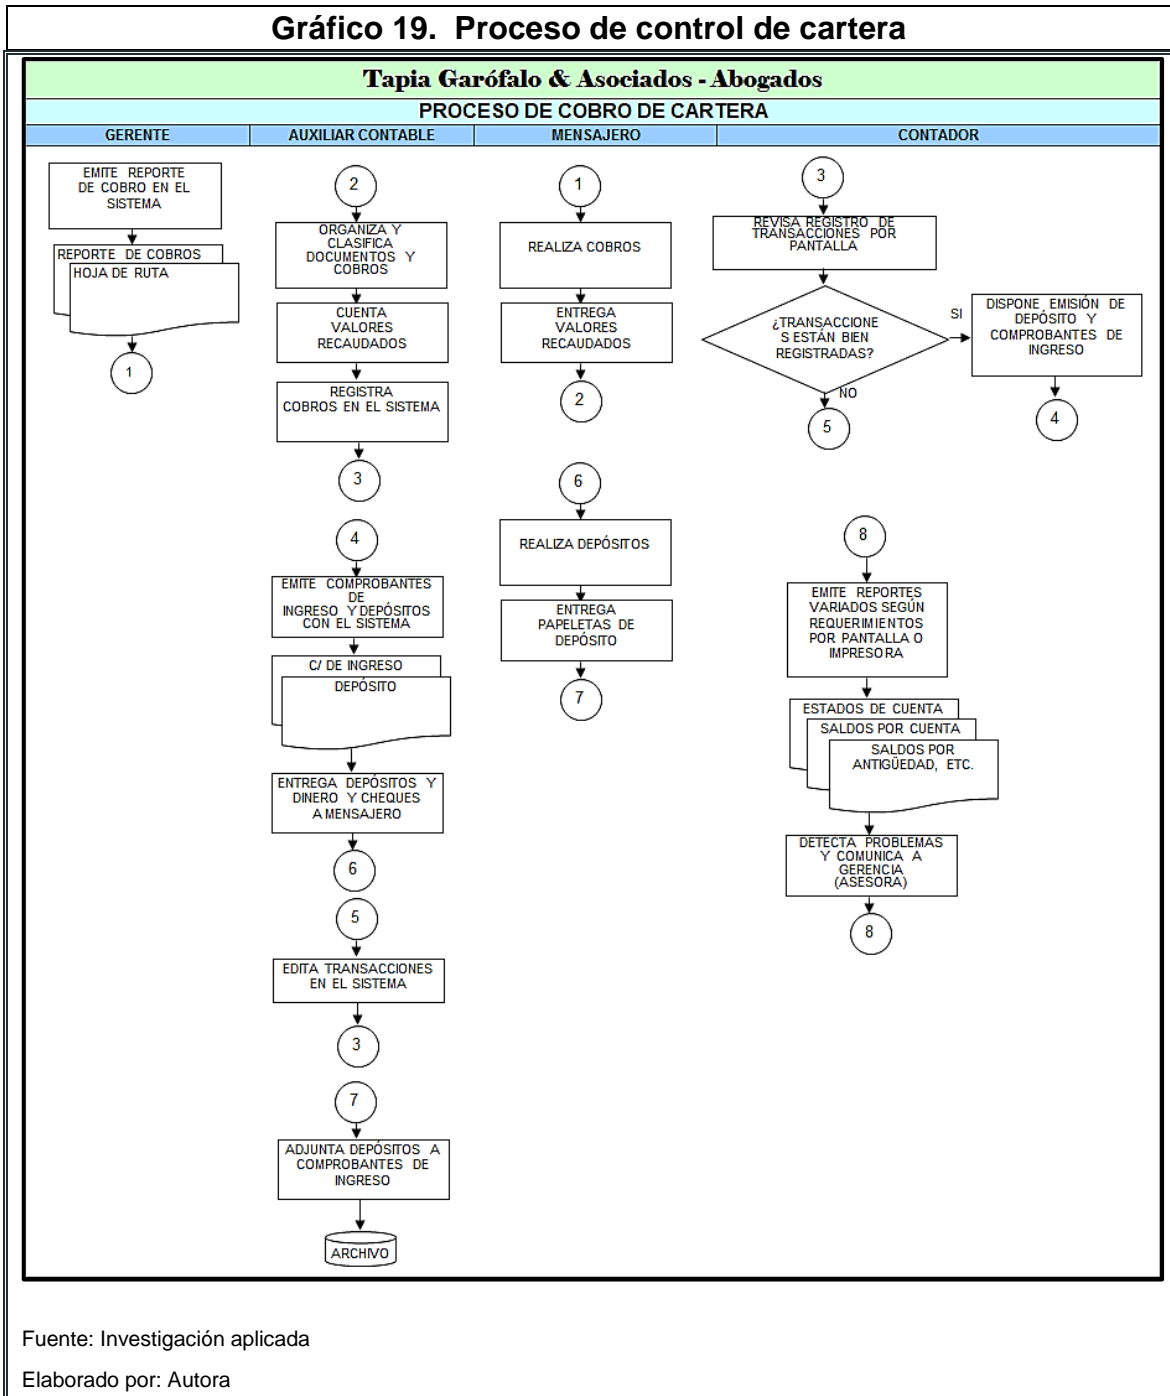 Gráfico 19. Proceso de control de cartera
Tapia Garófalo & Asociados - Abogados
PROCESO DE COBRO DE CARTERA
GERENTE
AUXILIAR CONTABLE
MENSAJERO
CONTADOR
EMITE REPORTE
DE COBRO EN EL
SISTEMA
REPORTE DE COBROS
HOJA DE RUTA
1
2
ORGANIZA Y
CLASIFICA
DOCUMENTOS Y
COBROS
CUENTA
VALORES
RECAUDADOS
REGISTRA
COBROS EN EL SISTEMA
3
4
EMITE COMPROBANTES
DE
INGRESO Y DEPÓSITOS
CON EL SISTEMA
C/ DE INGRESO
DEPÓSITO
ENTREGA DEPÓSITOS Y
DINERO Y CHEQUES
A MENSAJERO
6
5
EDITA TRANSACCIONES
EN EL SISTEMA
3
7
ADJUNTA DEPÓSITOS A
COMPROBANTES DE
INGRESO
ARCHIVO
1
REALIZA COBROS
ENTREGA
VALORES
RECAUDADOS
2
6
REALIZA DEPÓSITOS
ENTREGA
PAPELETAS DE
DEPÓSITO
7
3
REVISA REGISTRO DE
TRANSACCIONES POR
PANTALLA
¿TRANSACCIONE
S ESTÁN BIEN
REGISTRADAS?
SI
NO
5
DISPONE EMISIÓN DE
DEPÓSITO Y
COMPROBANTES DE
INGRESO
4
8
EMITE REPORTES
VARIADOS SEGÚN
REQUERIMIENTOS
POR PANTALLA O
IMPRESORA
ESTADOS DE CUENTA
SALDOS POR CUENTA
SALDOS POR
ANTIGÜEDAD, ETC.
DETECTA PROBLEMAS
Y COMUNICA A
GERENCIA
(ASESORA)
8
Fuente: Investigación aplicada
Elaborado por: Autora